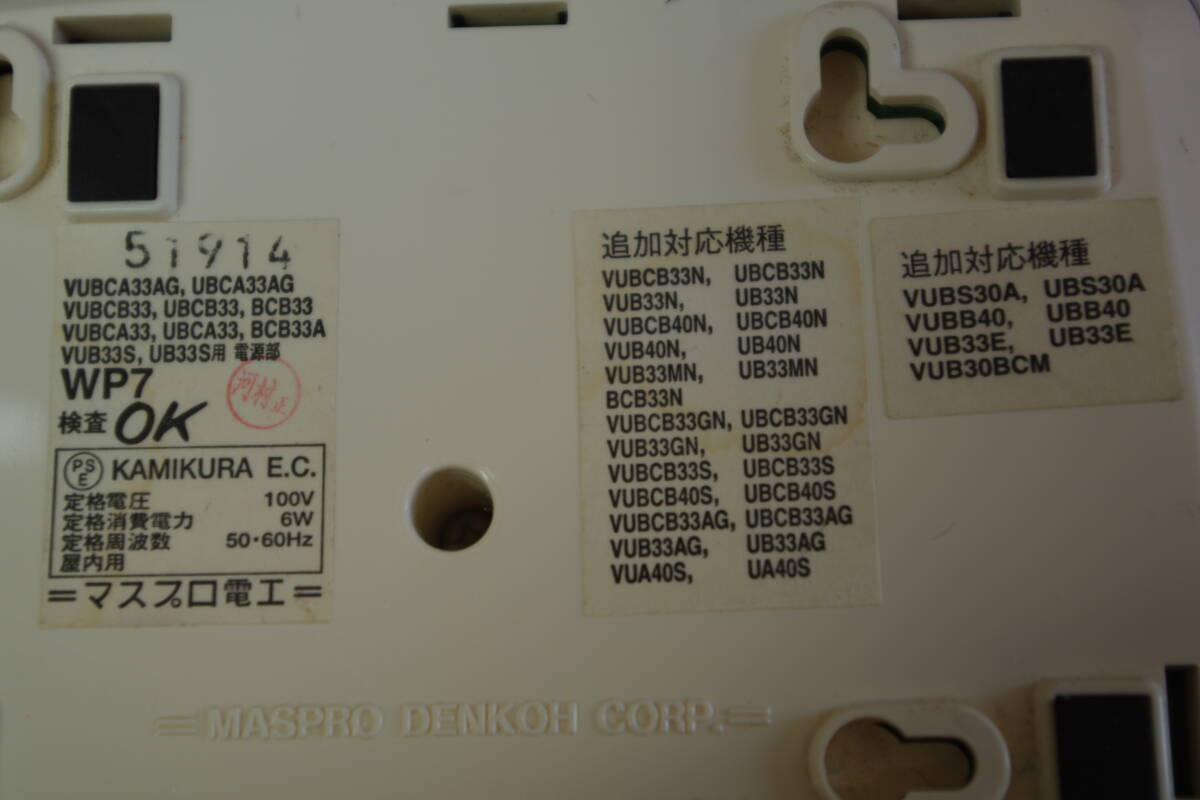 51914
VUBCA33AG, UBCA33AG
VUBCB33, UBCB33, BCB33
VUBCA33, UBCA33, BCB33A
VUB33S, UB33S用 電源部
WP7
河村正
検査 OK
PSE KAMIKURA E.C.
定格電圧 100V
定格消費電力 6W
定格周波数 50・60Hz
屋内用
=マスプロ電工=
追加対応機種
VUBCB33N, UBCB33N
VUB33N, UB33N
VUBCB40N, UBCB40N
VUB40N, UB40N
VUB33MN, UB33MN
BCB33N
VUBCB33GN, UBCB33GN
VUB33GN, UB33GN
VUBCB33S, UBCB33S
VUBCB40S, UBCB40S
VUBCB33AG, UBCB33AG
VUB33AG, UB33AG
VUA40S, UA40S
追加対応機種
VUBS30A, UBS30A
VUBB40, UBB40
VUB33E, UB33E
VUB30BCM
=MASPRO DENKOH CORP.=